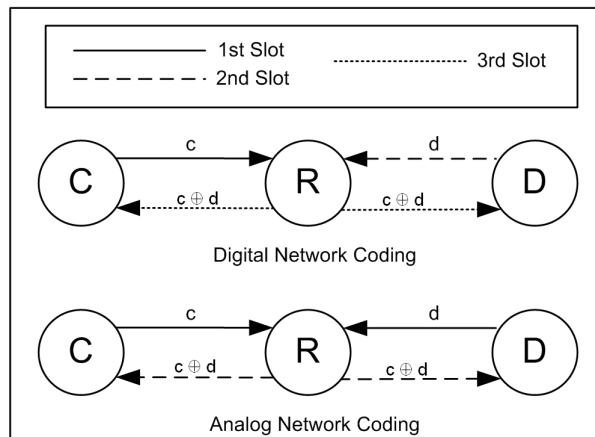 1st Slot
3rd Slot
2nd Slot
c
d
C
R
D
c ⊕ d
c ⊕ d
Digital Network Coding
c
d
C
R
D
c ⊕ d
c ⊕ d
Analog Network Coding